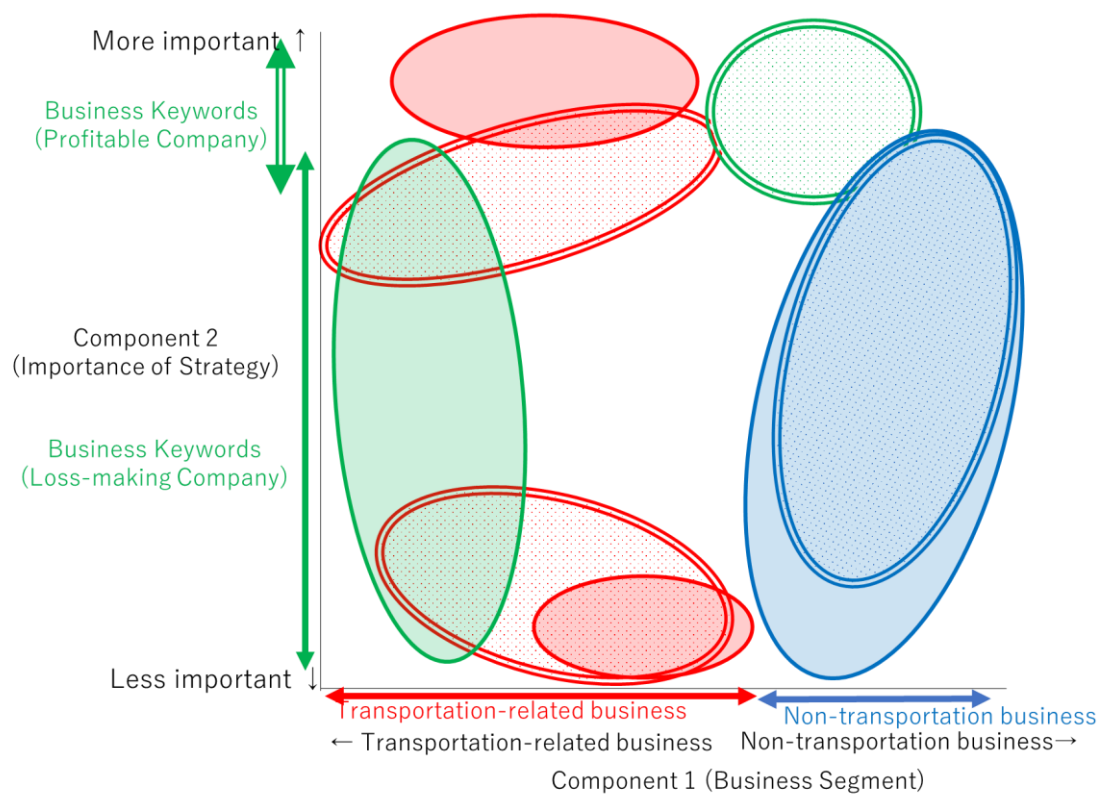 More important ↑
Business Keywords
(Profitable Company)
Component 2
(Importance of Strategy)
Business Keywords
(Loss-making Company)
Less important ↓
Transportation-related business
Non-transportation business
← Transportation-related business
Non-transportation business→
Component 1 (Business Segment)